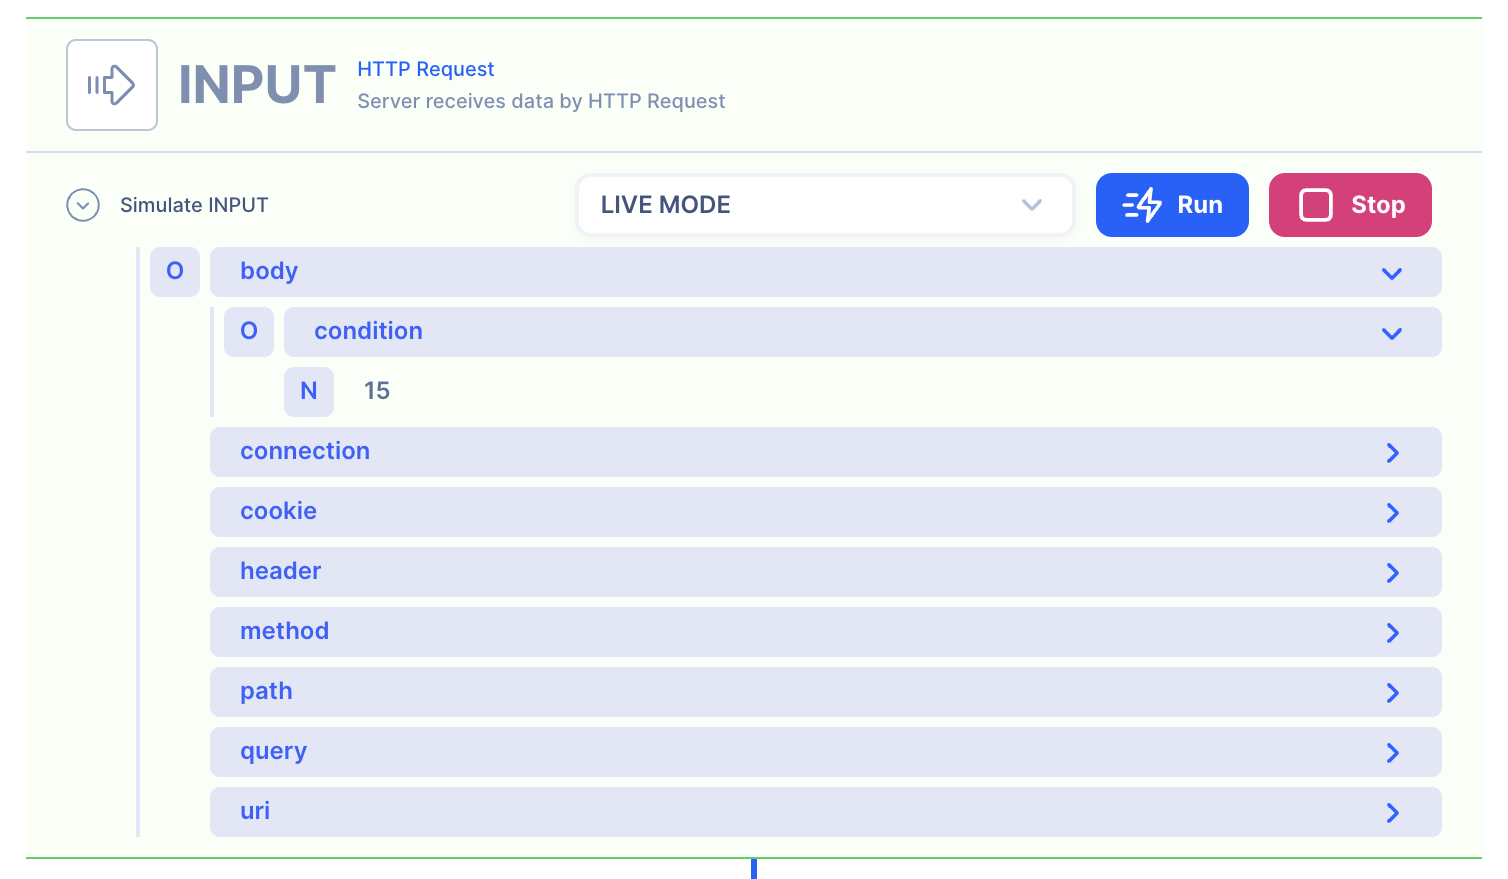 INPUT
HTTP Request
Server receives data by HTTP Request
Simulate INPUT
LIVE MODE
Run
Stop
O body
O condition
N 15
connection
cookie
header
method
path
query
uri